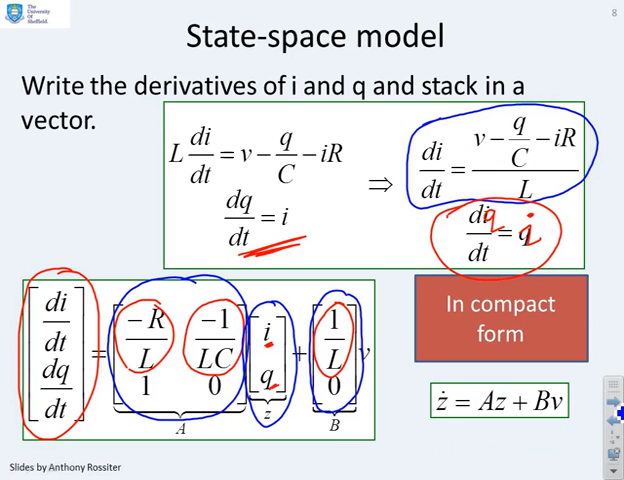 The
University
Of
Sheffield.
8
State-space model
Write the derivatives of i and q and stack in a
vector.
L di/dt = v − q/C − iR
dq/dt = i
⇒
di/dt = (v − q/C − iR)/L
di/dt = q
q i
[di/dt; dq/dt] = [−R/L −1/LC; 1 0] [i; q] + [1/L; 0] v
A z B
In compact
form
ż = Az + Bv
Slides by Anthony Rossiter